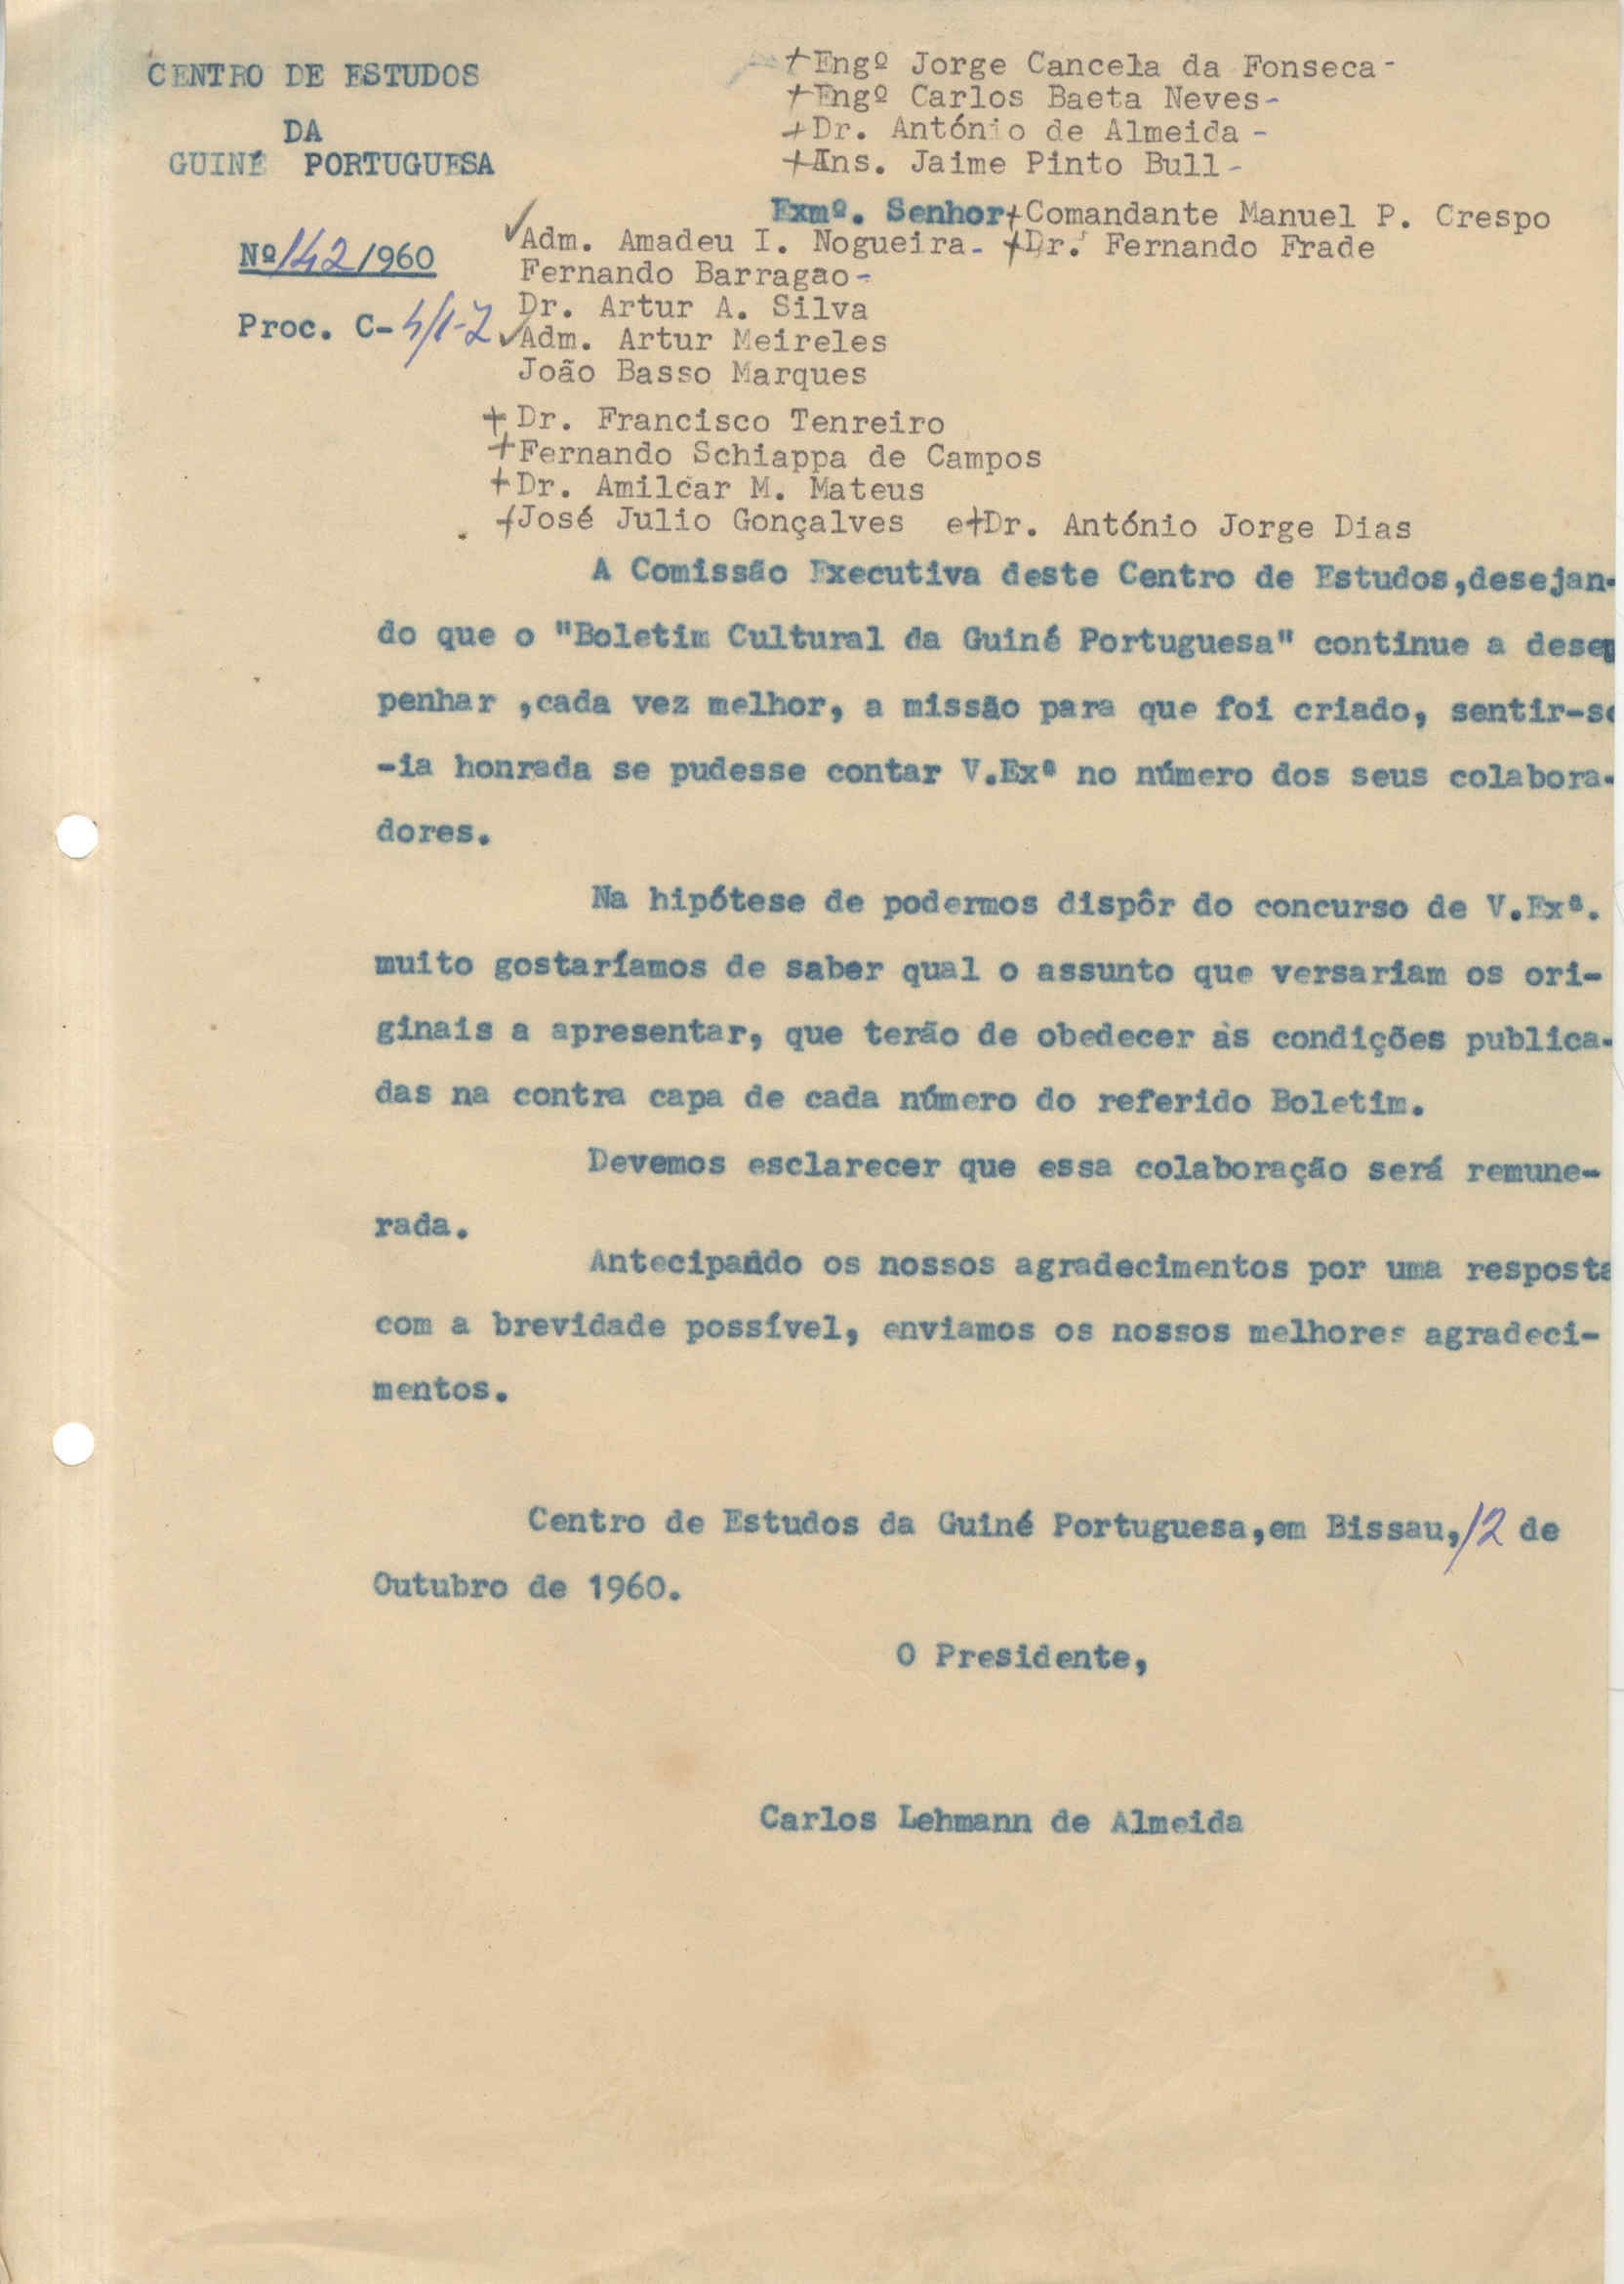 CENTRO DE ESTUDOS
DA
GUINÉ PORTUGUESA
Nº 142/1960
Proc. C-
+Engº Jorge Cancela da Fonseca-
+Engº Carlos Baeta Neves-
+Dr. António de Almeida -
+Ins. Jaime Pinto Bull-
Exmº. Senhor+Comandante Manuel P. Crespo
✓Adm. Amadeu I. Nogueira- +Dr. Fernando Frade
Fernando Barragao-
Dr. Artur A. Silva
✓Adm. Artur Meireles
João Basso Marques
+Dr. Francisco Tenreiro
+Fernando Schiappa de Campos
+Dr. Amilcar M. Mateus
+José Julio Gonçalves e+Dr. António Jorge Dias
A Comissão Executiva deste Centro de Estudos,desejan-
do que o "Boletim Cultural da Guiné Portuguesa" continue a desem
penhar ,cada vez melhor, a missão para que foi criado, sentir-se
-ia honrada se pudesse contar V.Exª no número dos seus colabora-
dores.
Na hipótese de podermos dispôr do concurso de V.Exª.
muito gostaríamos de saber qual o assunto que versariam os ori-
ginais a apresentar, que terão de obedecer às condições publica-
das na contra capa de cada número do referido Boletim.
Devemos esclarecer que essa colaboração será remune-
rada.
Antecipando os nossos agradecimentos por uma resposta
com a brevidade possível, enviamos os nossos melhores agradeci-
mentos.
Centro de Estudos da Guiné Portuguesa,em Bissau,12 de
Outubro de 1960.
O Presidente,
Carlos Lehmann de Almeida